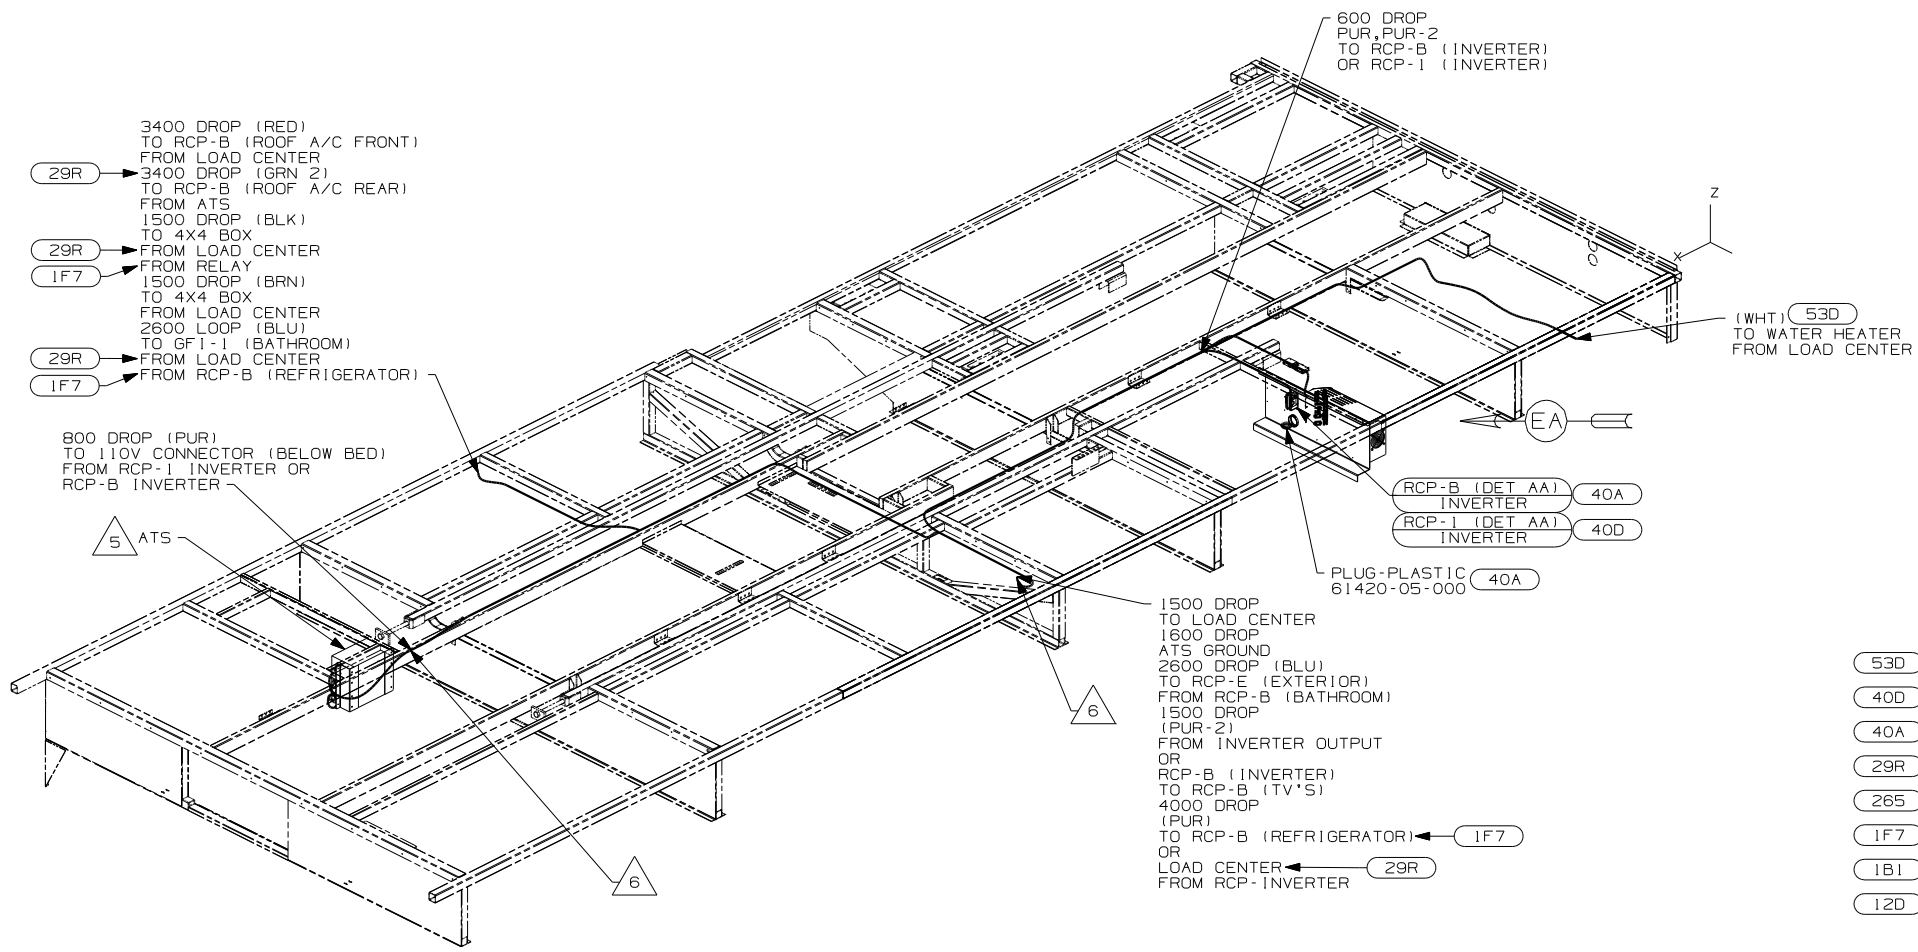 600 DROP
PUR,PUR-2
TO RCP-B (INVERTER)
OR RCP-1 (INVERTER)
3400 DROP (RED)
TO RCP-B (ROOF A/C FRONT)
FROM LOAD CENTER
29R 3400 DROP (GRN 2)
TO RCP-B (ROOF A/C REAR)
FROM ATS
1500 DROP (BLK)
TO 4X4 BOX
29R FROM LOAD CENTER
1F7 FROM RELAY
1500 DROP (BRN)
TO 4X4 BOX
FROM LOAD CENTER
2600 LOOP (BLU)
TO GFI-1 (BATHROOM)
29R FROM LOAD CENTER
1F7 FROM RCP-B (REFRIGERATOR)
Z
X
(WHT) 53D
TO WATER HEATER
FROM LOAD CENTER
EA
800 DROP (PUR)
TO 110V CONNECTOR (BELOW BED)
FROM RCP-1 INVERTER OR
RCP-B INVERTER
5 ATS
RCP-B (DET AA) 40A
INVERTER
RCP-1 (DET AA) 40D
INVERTER
PLUG-PLASTIC 40A
61420-05-000
1500 DROP
TO LOAD CENTER
1600 DROP
ATS GROUND
2600 DROP (BLU)
TO RCP-E (EXTERIOR)
FROM RCP-B (BATHROOM)
1500 DROP
(PUR-2)
FROM INVERTER OUTPUT
OR
RCP-B (INVERTER)
TO RCP-B (TV'S)
4000 DROP
(PUR)
TO RCP-B (REFRIGERATOR) 1F7
OR
LOAD CENTER 29R
FROM RCP-INVERTER
6
6
53D
40D
40A
29R
265
1F7
1B1
12D